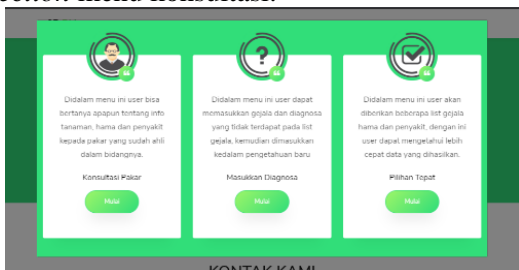 menu konsultasi.
Didalam menu ini user bisa
bertanya apapun tentang info
tanaman, hama dan penyakit
kepada pakar yang sudah ahli
dalam bidangnya.
Konsultasi Pakar
Mulai
?
Didalam menu ini user dapat
memasukkan gejala dan diagnosa
yang tidak terdapat pada list
gejala, kemudian dimasukkan
kedalam pengetahuan baru
Masukkan Diagnosa
Mulai
Didalam menu ini user akan
diberikan beberapa list gejala
hama dan penyakit, dengan ini
user dapat mengetahui lebih
cepat data yang dihasilkan.
Pilihan Tepat
Mulai
KONTAK KAMI